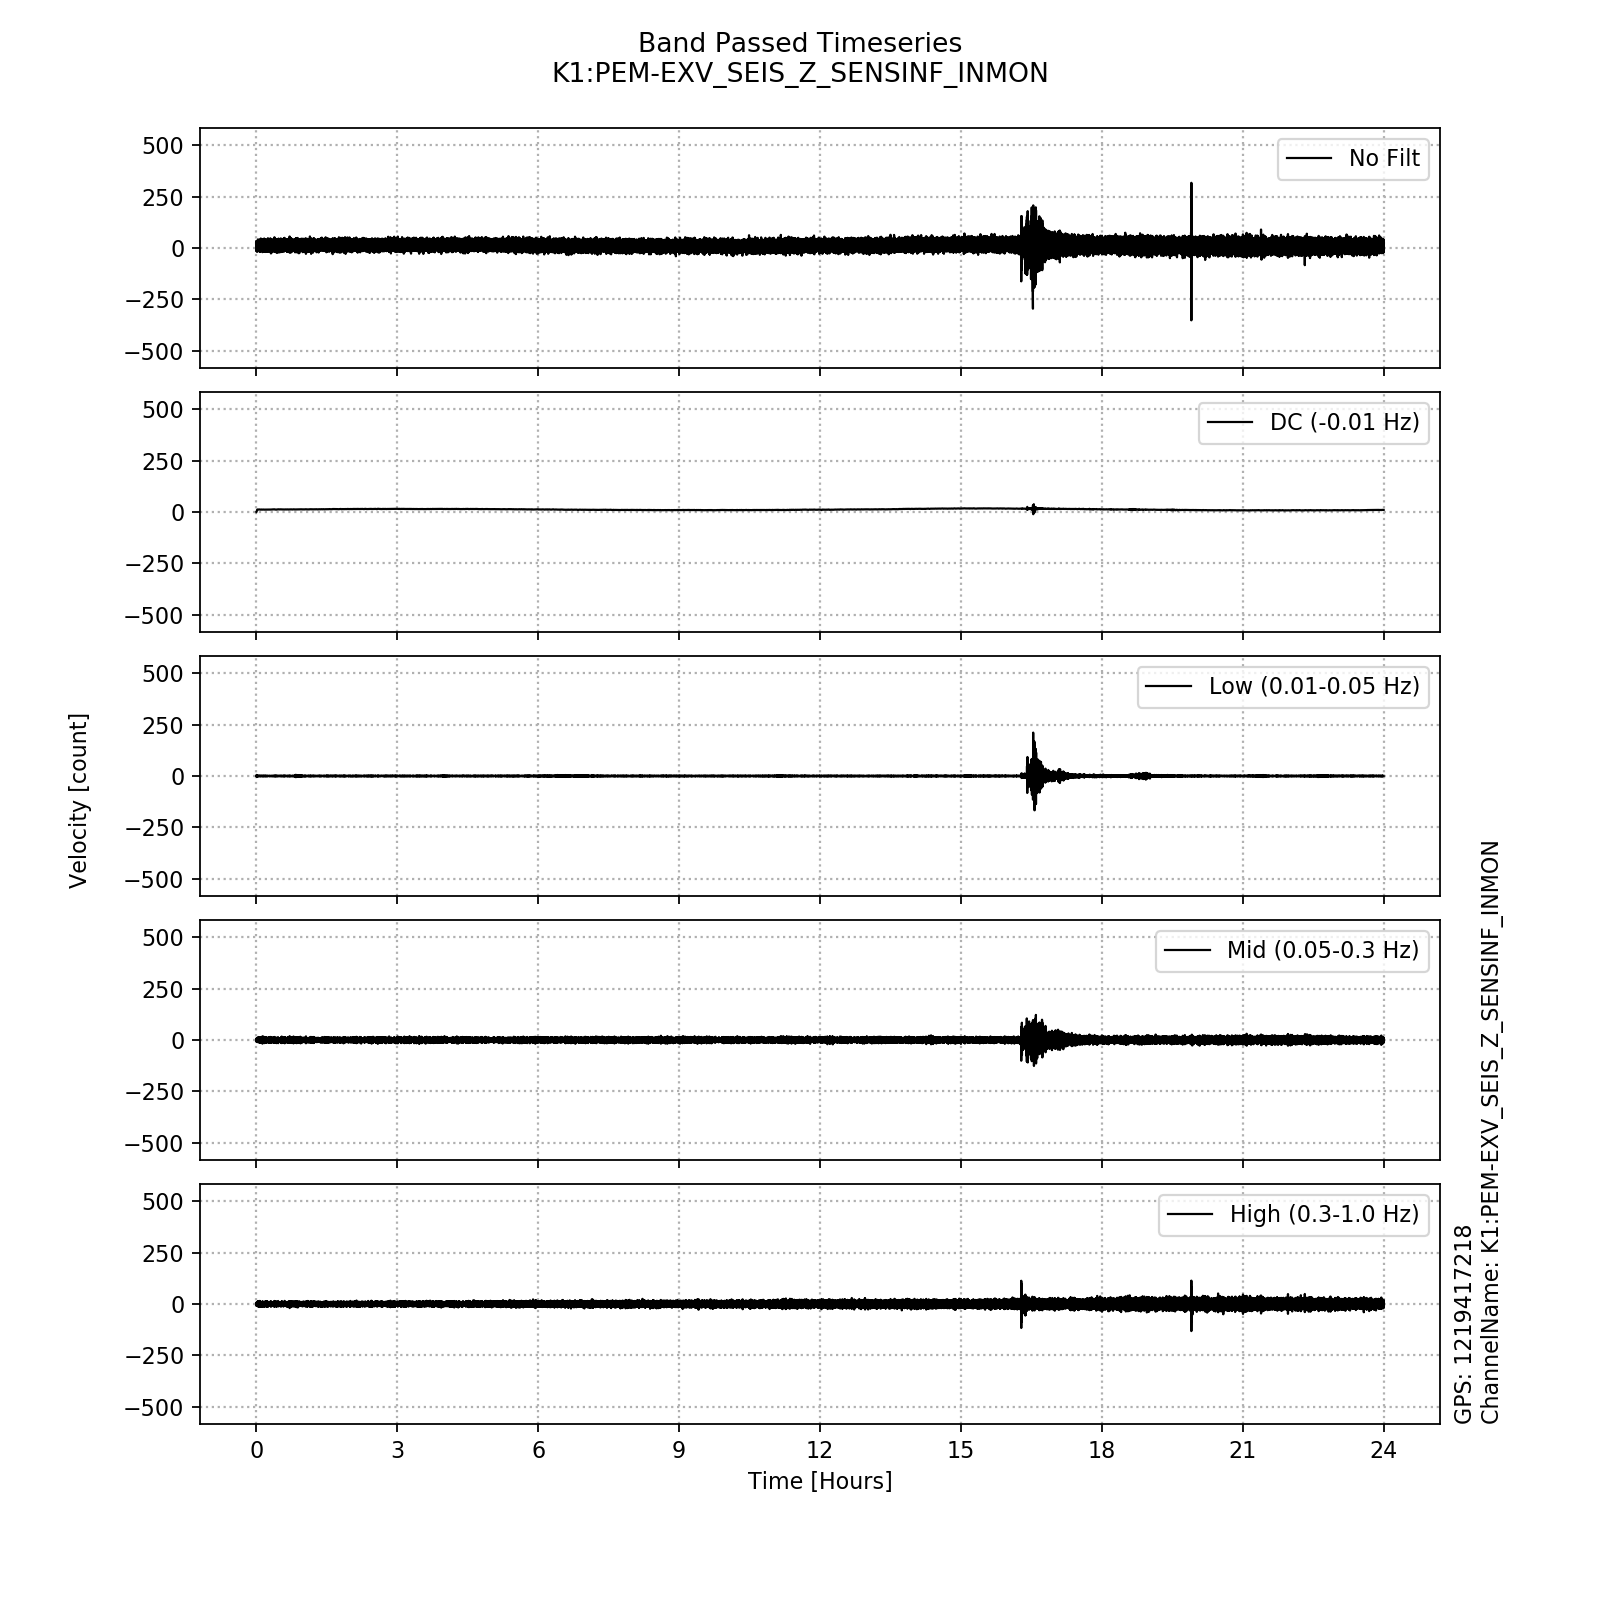 Band Passed Timeseries
K1:PEM-EXV_SEIS_Z_SENSINF_INMON
500
250
0
−250
−500
No Filt
500
250
0
−250
−500
DC (-0.01 Hz)
500
250
0
−250
−500
Low (0.01-0.05 Hz)
Velocity [count]
500
250
0
−250
−500
Mid (0.05-0.3 Hz)
500
250
0
−250
−500
High (0.3-1.0 Hz)
0 3 6 9 12 15 18 21 24
Time [Hours]
GPS: 1219417218
ChannelName: K1:PEM-EXV_SEIS_Z_SENSINF_INMON